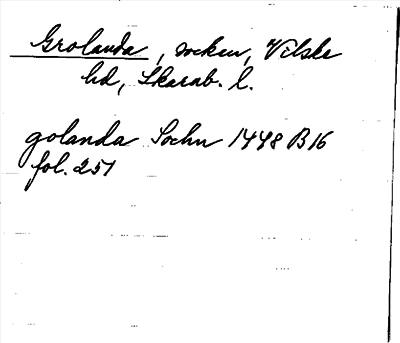 Grolanda, socken, Vilske
hd, Skarab. l.
golanda Sochn 1448 B16
fol. 251